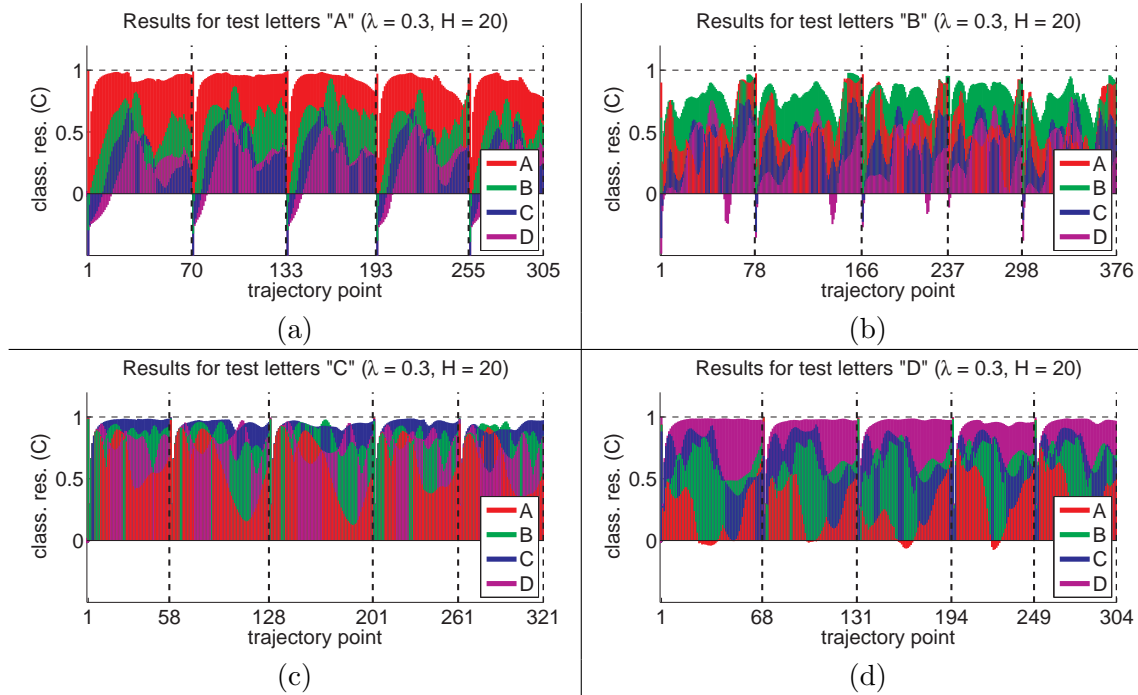 Results for test letters "A" (λ = 0.3, H = 20)
class. res. (C)
1
0.5
0
A
B
C
D
1 70 133 193 255 305
trajectory point
(a)
Results for test letters "B" (λ = 0.3, H = 20)
class. res. (C)
1
0.5
0
A
B
C
D
1 78 166 237 298 376
trajectory point
(b)
Results for test letters "C" (λ = 0.3, H = 20)
class. res. (C)
1
0.5
0
A
B
C
D
1 58 128 201 261 321
trajectory point
(c)
Results for test letters "D" (λ = 0.3, H = 20)
class. res. (C)
1
0.5
0
A
B
C
D
1 68 131 194 249 304
trajectory point
(d)